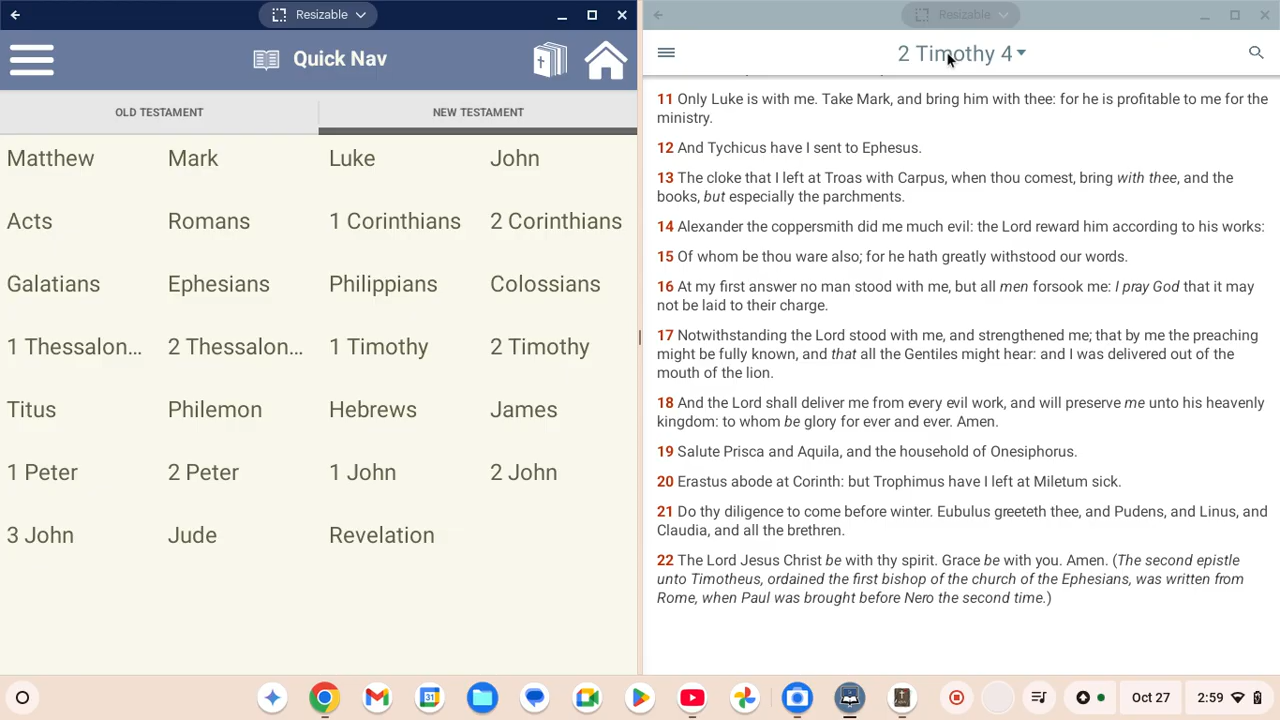 Resizable
Quick Nav
OLD TESTAMENT NEW TESTAMENT
Matthew Mark Luke John
Acts Romans 1 Corinthians 2 Corinthians
Galatians Ephesians Philippians Colossians
1 Thessalon... 2 Thessalon... 1 Timothy 2 Timothy
Titus Philemon Hebrews James
1 Peter 2 Peter 1 John 2 John
3 John Jude Revelation
Resizable
2 Timothy 4
11 Only Luke is with me. Take Mark, and bring him with thee: for he is profitable to me for the
ministry.
12 And Tychicus have I sent to Ephesus.
13 The cloke that I left at Troas with Carpus, when thou comest, bring with thee, and the
books, but especially the parchments.
14 Alexander the coppersmith did me much evil: the Lord reward him according to his works:
15 Of whom be thou ware also; for he hath greatly withstood our words.
16 At my first answer no man stood with me, but all men forsook me: I pray God that it may
not be laid to their charge.
17 Notwithstanding the Lord stood with me, and strengthened me; that by me the preaching
might be fully known, and that all the Gentiles might hear: and I was delivered out of the
mouth of the lion.
18 And the Lord shall deliver me from every evil work, and will preserve me unto his heavenly
kingdom: to whom be glory for ever and ever. Amen.
19 Salute Prisca and Aquila, and the household of Onesiphorus.
20 Erastus abode at Corinth: but Trophimus have I left at Miletum sick.
21 Do thy diligence to come before winter. Eubulus greeteth thee, and Pudens, and Linus, and
Claudia, and all the brethren.
22 The Lord Jesus Christ be with thy spirit. Grace be with you. Amen. (The second epistle
unto Timotheus, ordained the first bishop of the church of the Ephesians, was written from
Rome, when Paul was brought before Nero the second time.)
Oct 27 2:59